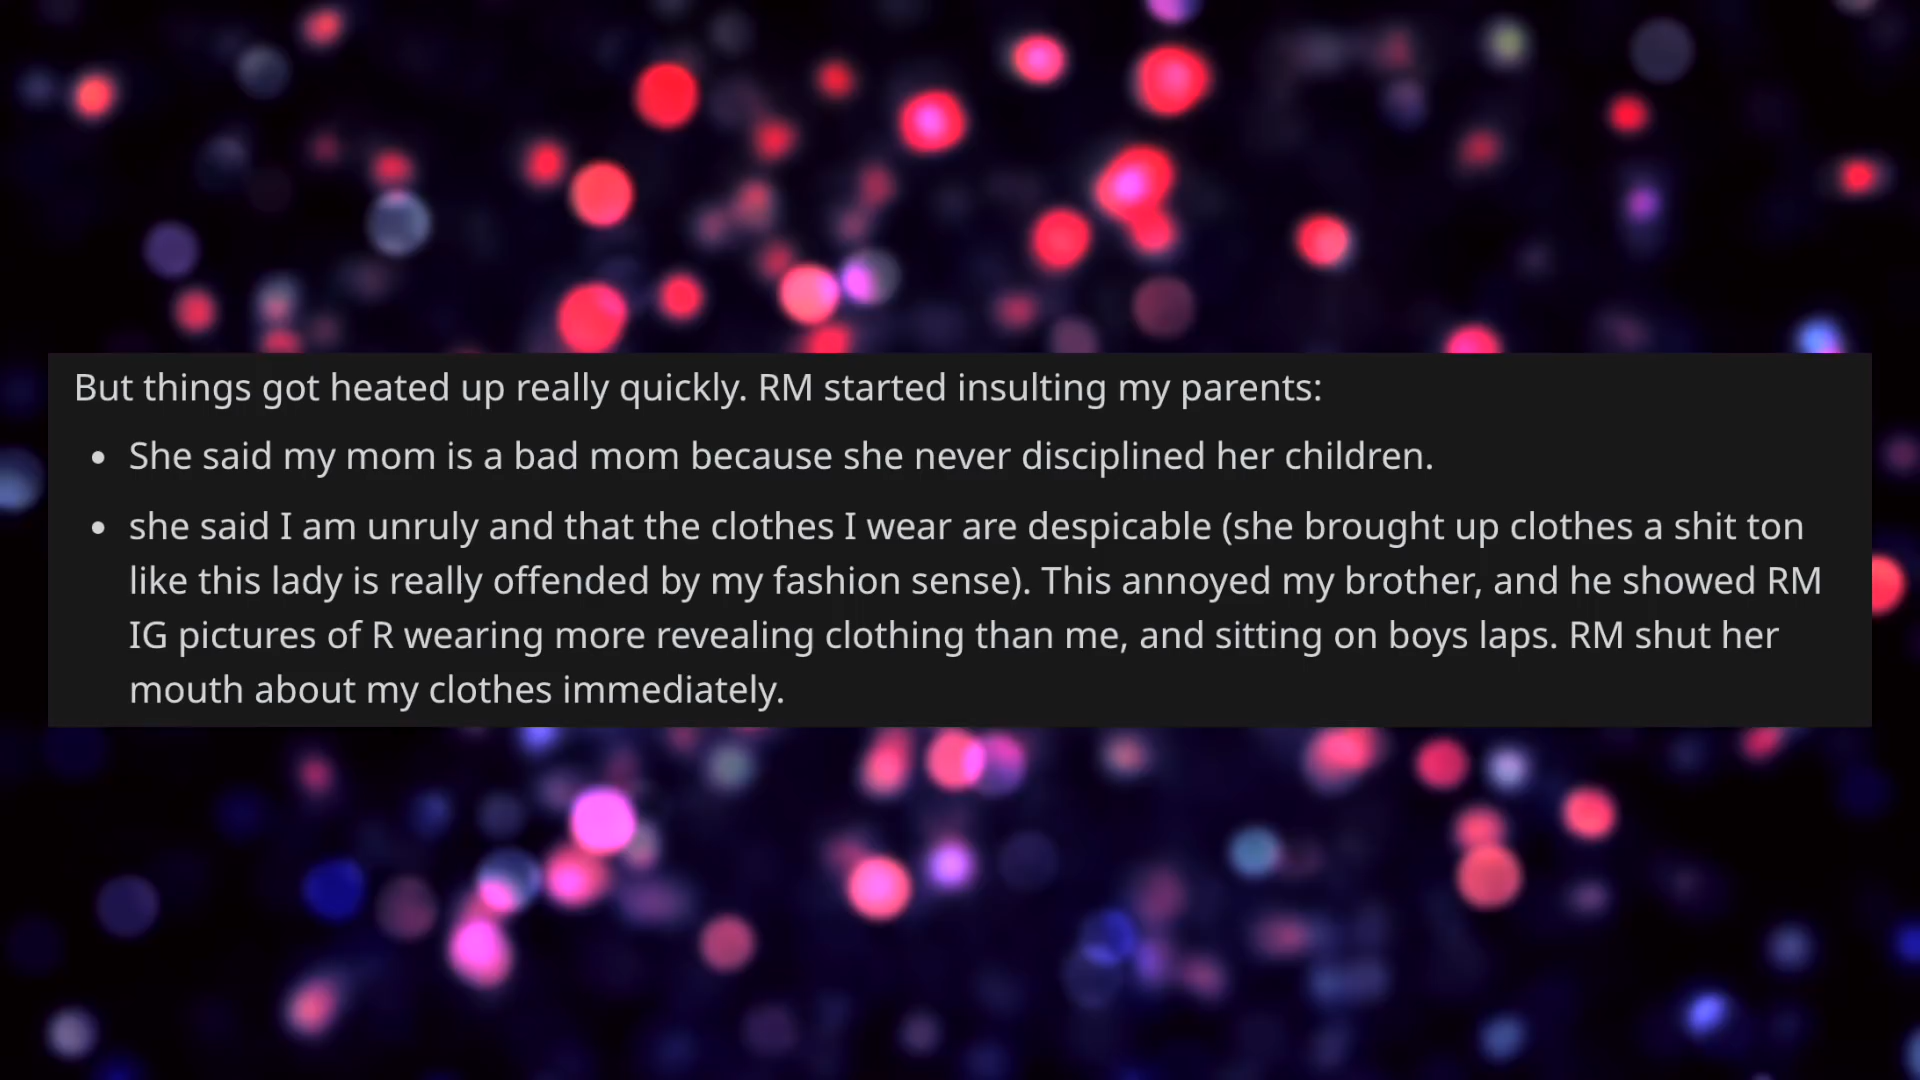 But things got heated up really quickly. RM started insulting my parents:
• She said my mom is a bad mom because she never disciplined her children.
• she said I am unruly and that the clothes I wear are despicable (she brought up clothes a shit ton
like this lady is really offended by my fashion sense). This annoyed my brother, and he showed RM
IG pictures of R wearing more revealing clothing than me, and sitting on boys laps. RM shut her
mouth about my clothes immediately.